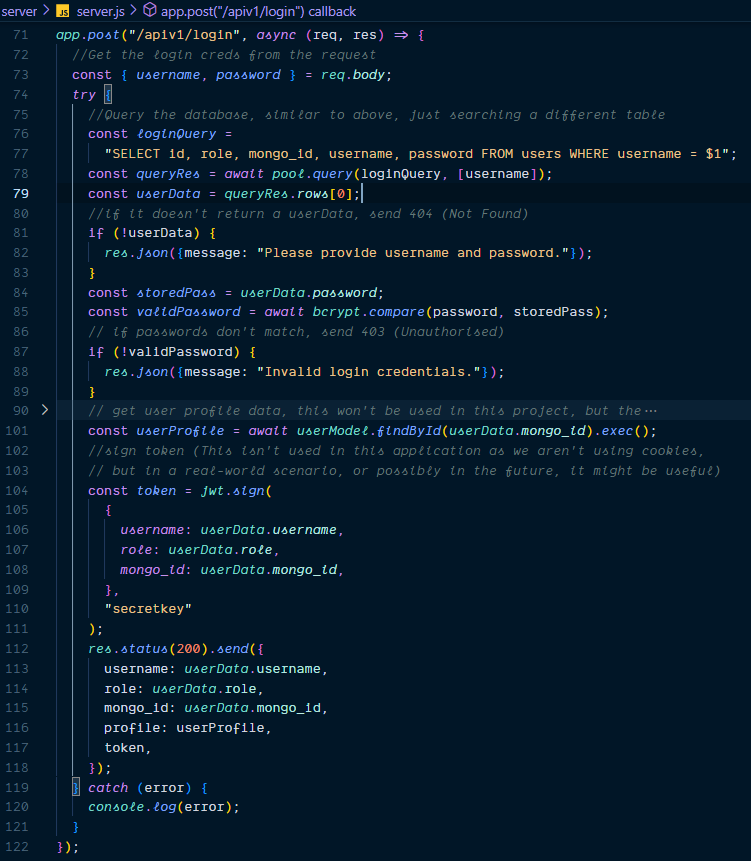 server > JS server.js > app.post("/apiv1/login") callback
71 app.post("/apiv1/login", async (req, res) => {
72 //Get the login creds from the request
73 const { username, password } = req.body;
74 try {
75 //Query the database, similar to above, just searching a different table
76 const loginQuery =
77 "SELECT id, role, mongo_id, username, password FROM users WHERE username = $1";
78 const queryRes = await pool.query(loginQuery, [username]);
79 const userData = queryRes.rows[0];
80 //if it doesn't return a userData, send 404 (Not Found)
81 if (!userData) {
82 res.json({message: "Please provide username and password."});
83 }
84 const storedPass = userData.password;
85 const validPassword = await bcrypt.compare(password, storedPass);
86 // if passwords don't match, send 403 (Unauthorised)
87 if (!validPassword) {
88 res.json({message: "Invalid login credentials."});
89 }
90 > // get user profile data, this won't be used in this project, but the⋯
101 const userProfile = await userModel.findById(userData.mongo_id).exec();
102 //sign token (This isn't used in this application as we aren't using cookies,
103 // but in a real-world scenario, or possibly in the future, it might be useful)
104 const token = jwt.sign(
105 {
106 username: userData.username,
107 role: userData.role,
108 mongo_id: userData.mongo_id,
109 },
110 "secretkey"
111 );
112 res.status(200).send({
113 username: userData.username,
114 role: userData.role,
115 mongo_id: userData.mongo_id,
116 profile: userProfile,
117 token,
118 });
119 } catch (error) {
120 console.log(error);
121 }
122 });